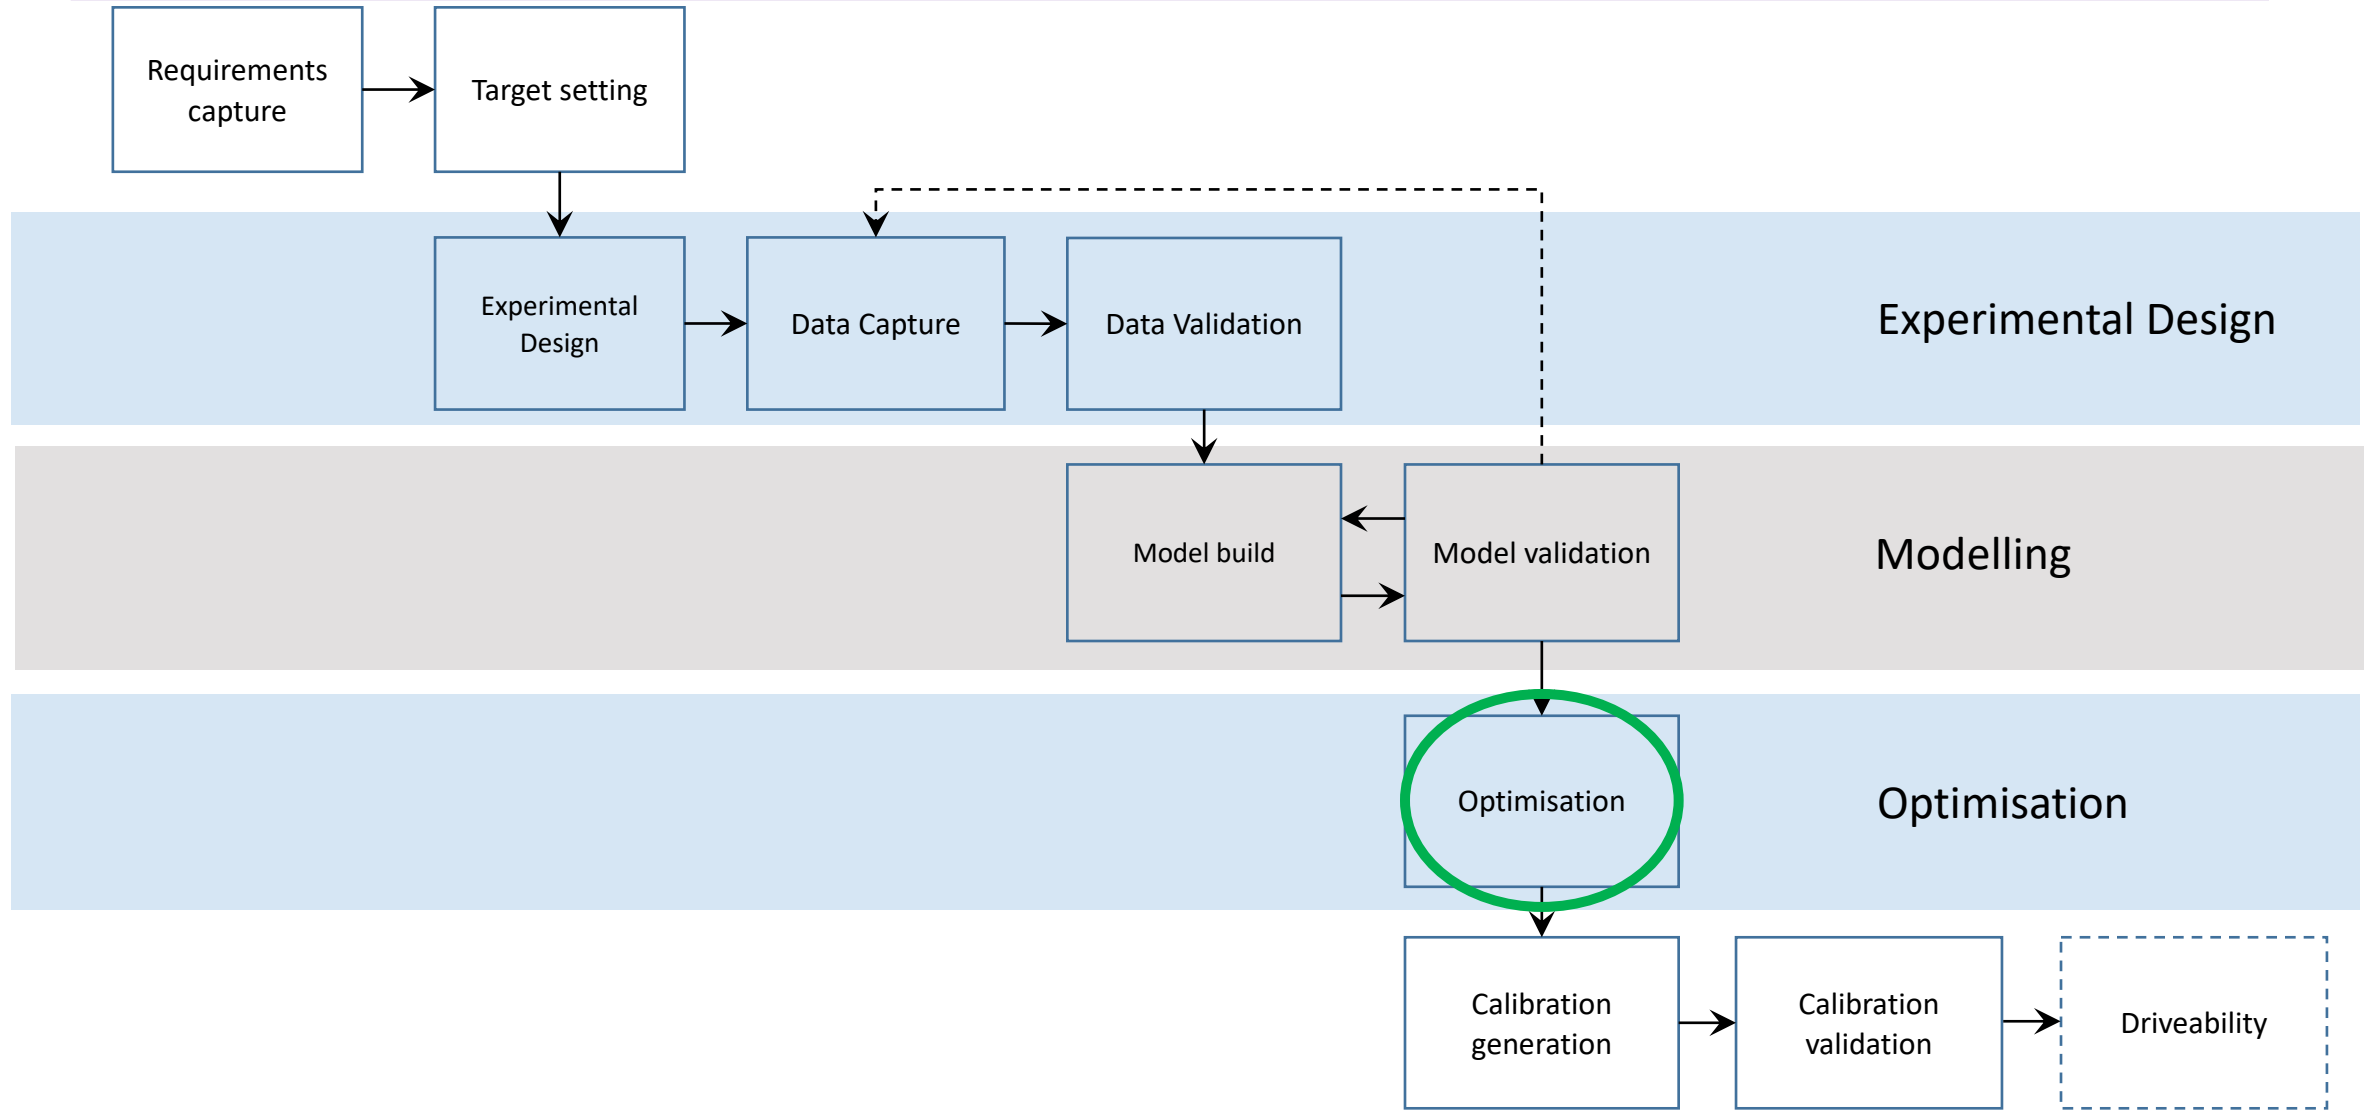 Requirements
capture
Target setting
Experimental
Design
Data Capture
Data Validation
Experimental Design
Model build
Model validation
Modelling
Optimisation
Optimisation
Calibration
generation
Calibration
validation
Driveability